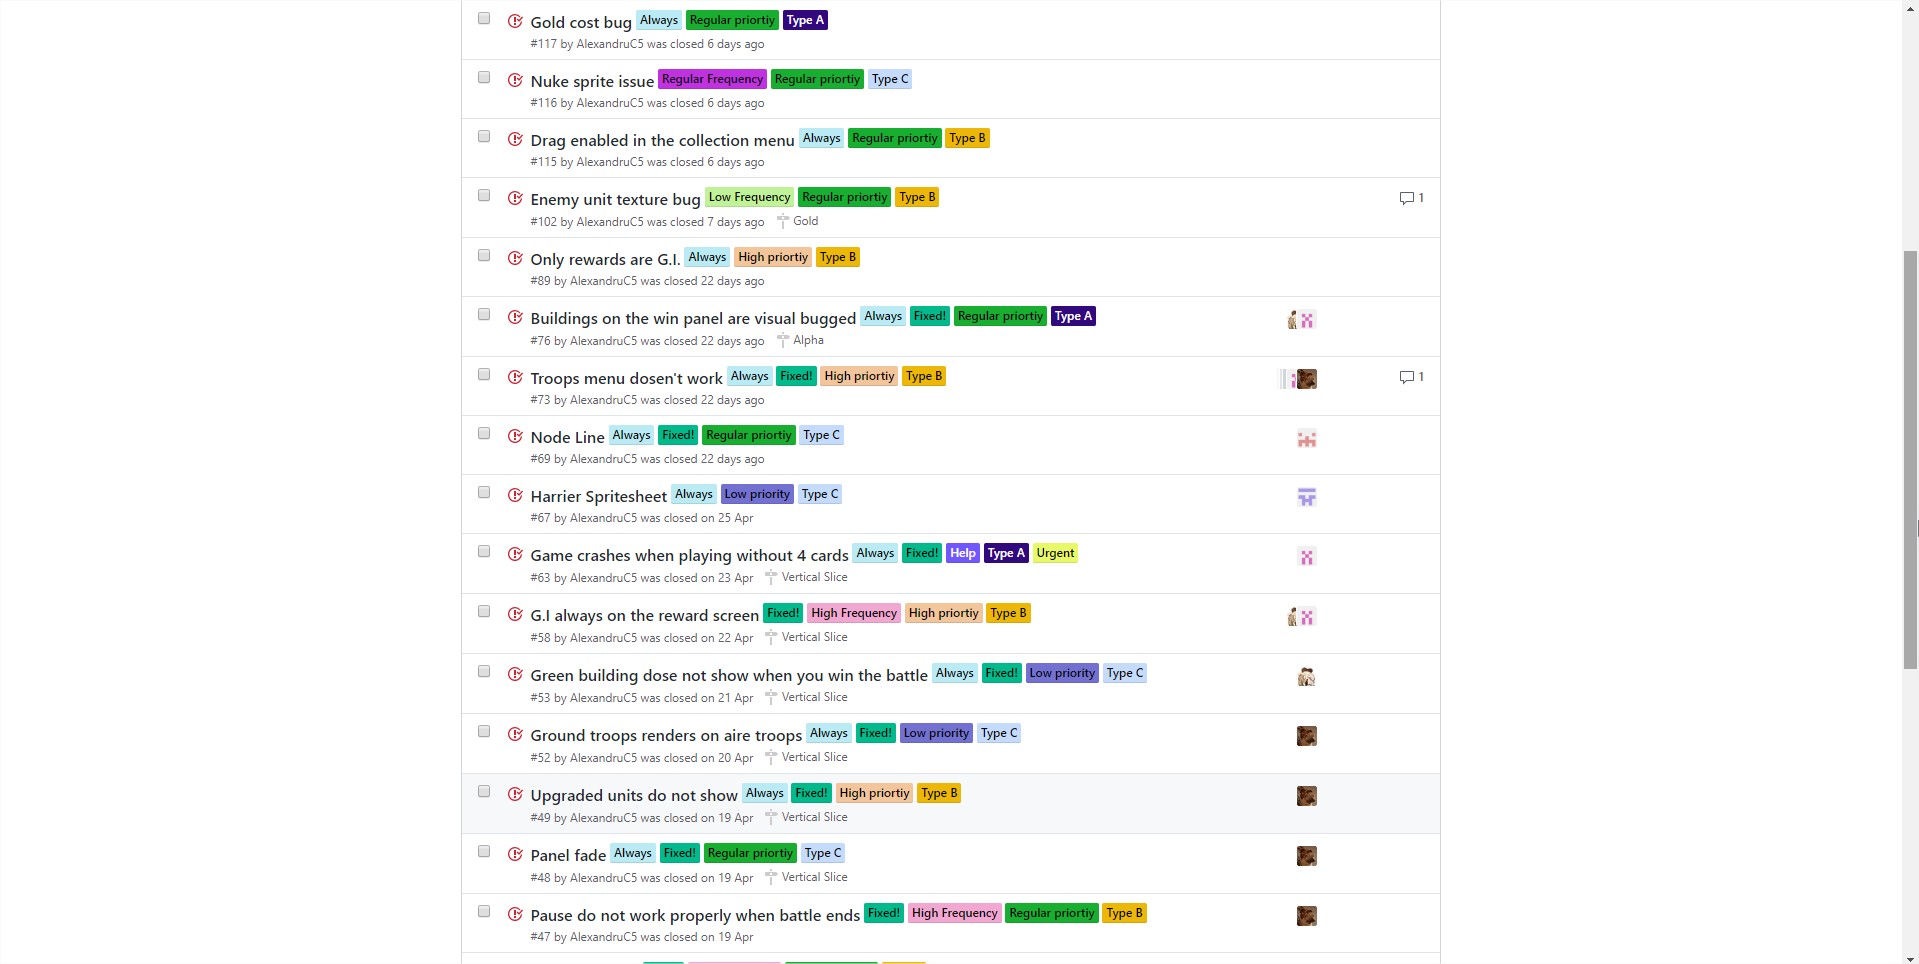 Gold cost bug Always Regular priortiy Type A
#117 by AlexandruC5 was closed 6 days ago
Nuke sprite issue Regular Frequency Regular priortiy Type C
#116 by AlexandruC5 was closed 6 days ago
Drag enabled in the collection menu Always Regular priortiy Type B
#115 by AlexandruC5 was closed 6 days ago
Enemy unit texture bug Low Frequency Regular priortiy Type B 1
#102 by AlexandruC5 was closed 7 days ago Gold
Only rewards are G.I. Always High priortiy Type B
#89 by AlexandruC5 was closed 22 days ago
Buildings on the win panel are visual bugged Always Fixed! Regular priortiy Type A
#76 by AlexandruC5 was closed 22 days ago Alpha
Troops menu dosen't work Always Fixed! High priortiy Type B 1
#73 by AlexandruC5 was closed 22 days ago
Node Line Always Fixed! Regular priortiy Type C
#69 by AlexandruC5 was closed 22 days ago
Harrier Spritesheet Always Low priority Type C
#67 by AlexandruC5 was closed on 25 Apr
Game crashes when playing without 4 cards Always Fixed! Help Type A Urgent
#63 by AlexandruC5 was closed on 23 Apr Vertical Slice
G.I always on the reward screen Fixed! High Frequency High priortiy Type B
#58 by AlexandruC5 was closed on 22 Apr Vertical Slice
Green building dose not show when you win the battle Always Fixed! Low priority Type C
#53 by AlexandruC5 was closed on 21 Apr Vertical Slice
Ground troops renders on aire troops Always Fixed! Low priority Type C
#52 by AlexandruC5 was closed on 20 Apr Vertical Slice
Upgraded units do not show Always Fixed! High priortiy Type B
#49 by AlexandruC5 was closed on 19 Apr Vertical Slice
Panel fade Always Fixed! Regular priortiy Type C
#48 by AlexandruC5 was closed on 19 Apr Vertical Slice
Pause do not work properly when battle ends Fixed! High Frequency Regular priortiy Type B
#47 by AlexandruC5 was closed on 19 Apr